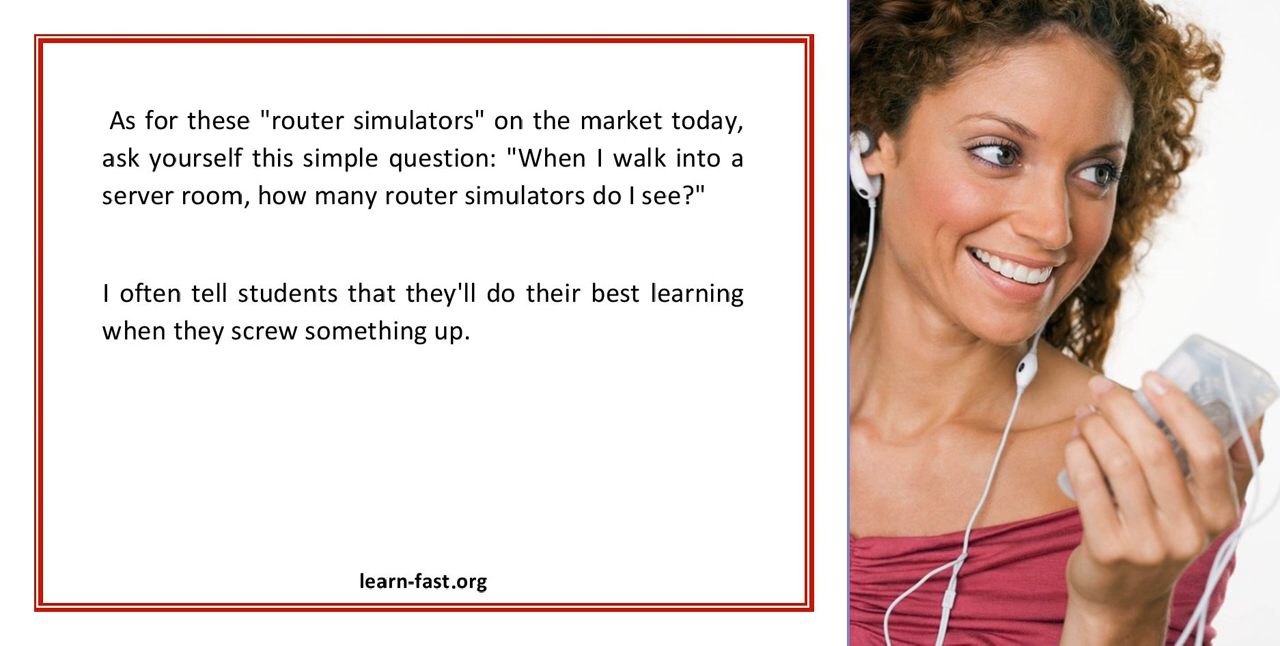 As for these "router simulators" on the market today,
ask yourself this simple question: "When I walk into a
server room, how many router simulators do I see?"
I often tell students that they'll do their best learning
when they screw something up.
learn-fast.org